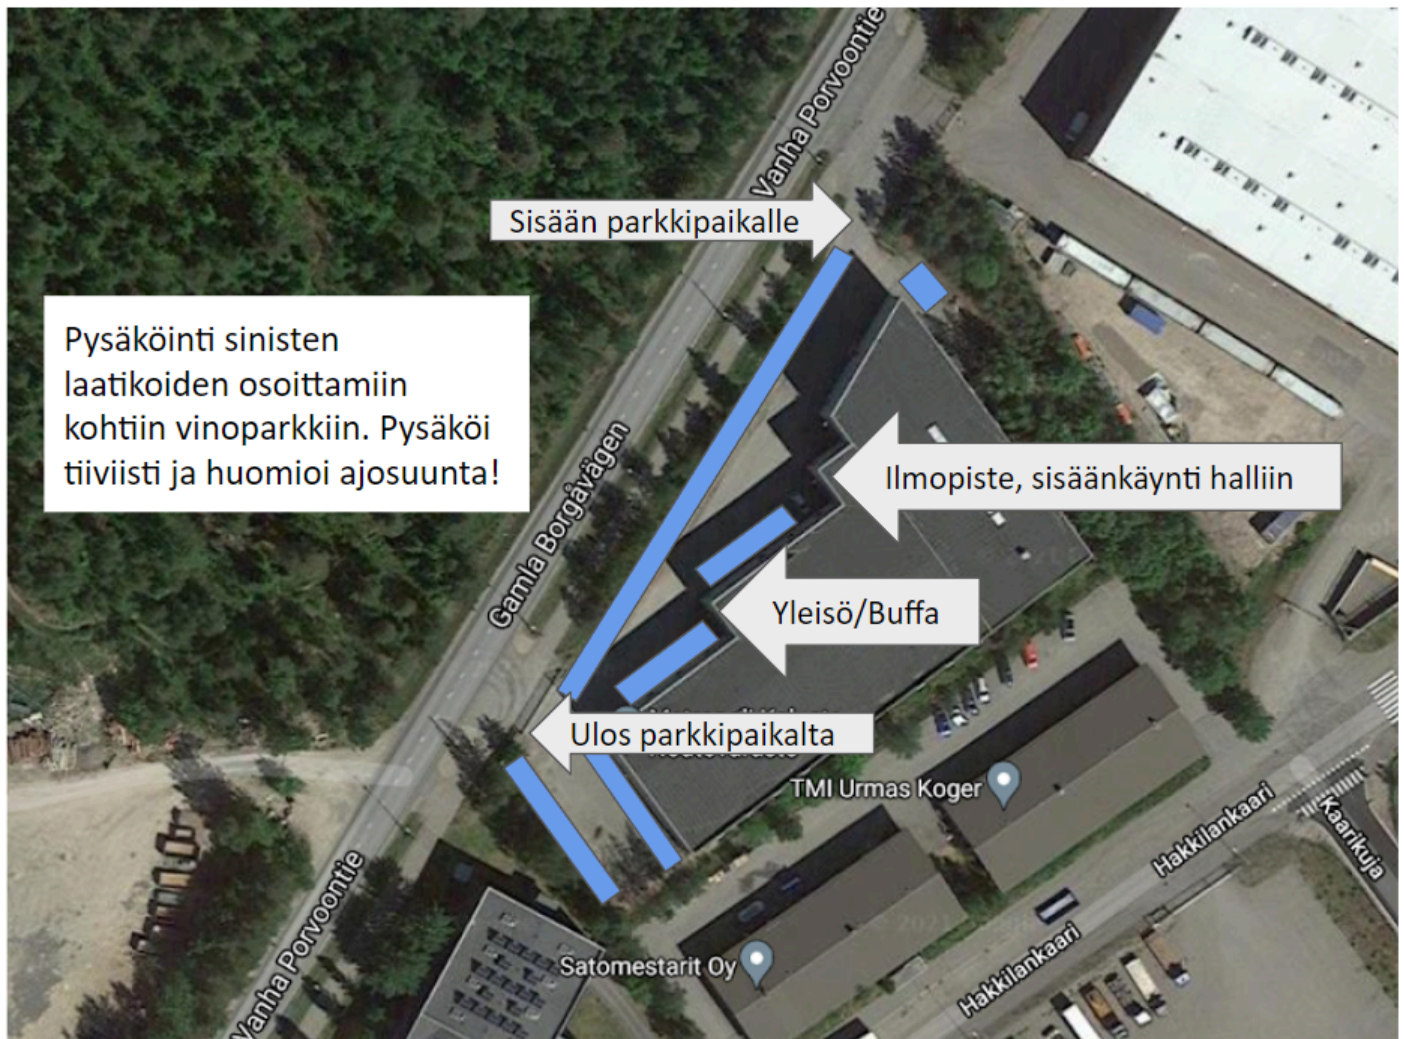 Vanha Porvoontie
Sisään parkkipaikalle
Pysäköinti sinisten
laatikoiden osoittamiin
kohtiin vinoparkkiin. Pysäköi
tiiviisti ja huomioi ajosuunta!
Gamla Borgåvägen
Ilmopiste, sisäänkäynti halliin
Yleisö/Buffa
Ulos parkkipaikalta
TMI Urmas Koger
Hakkilankaari
Kaarikuja
Vanha Porvoontie
Satomestarit Oy
Hakkilankaari